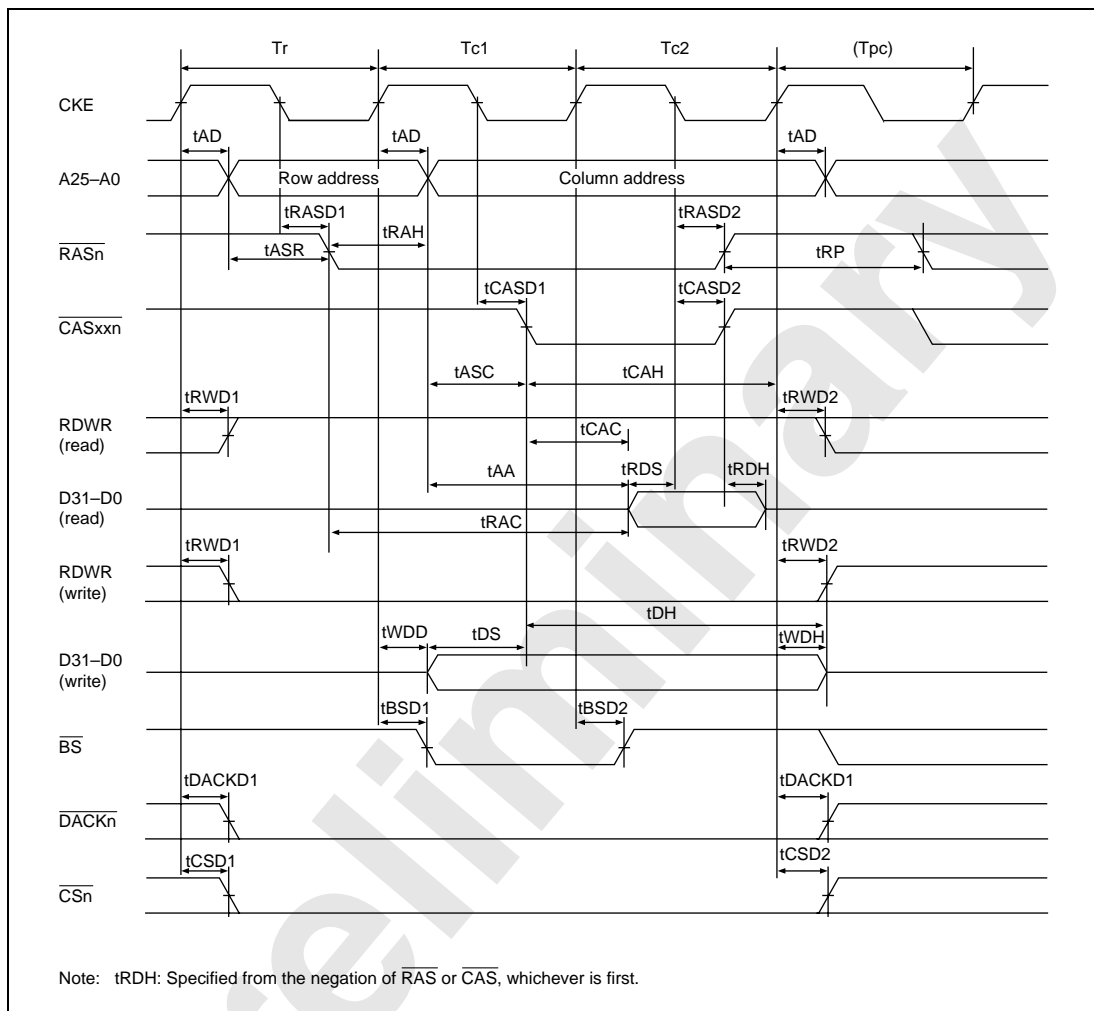 Tr Tc1 Tc2 (Tpc)
CKE
tAD tAD tAD
A25–A0 Row address Column address
tRASD1 tRASD2
tRAH
RASn tASR tRP
tCASD1 tCASD2
CASxxn
tASC tCAH
tRWD1 tRWD2
RDWR
(read)
tCAC
tAA tRDS tRDH
D31–D0
(read)
tRAC
tRWD1 tRWD2
RDWR
(write)
tDH
tWDD tDS tWDH
D31–D0
(write)
tBSD1 tBSD2
BS
tDACKD1 tDACKD1
DACKn
tCSD1 tCSD2
CSn
Note: tRDH: Specified from the negation of RAS or CAS, whichever is first.
reliminary